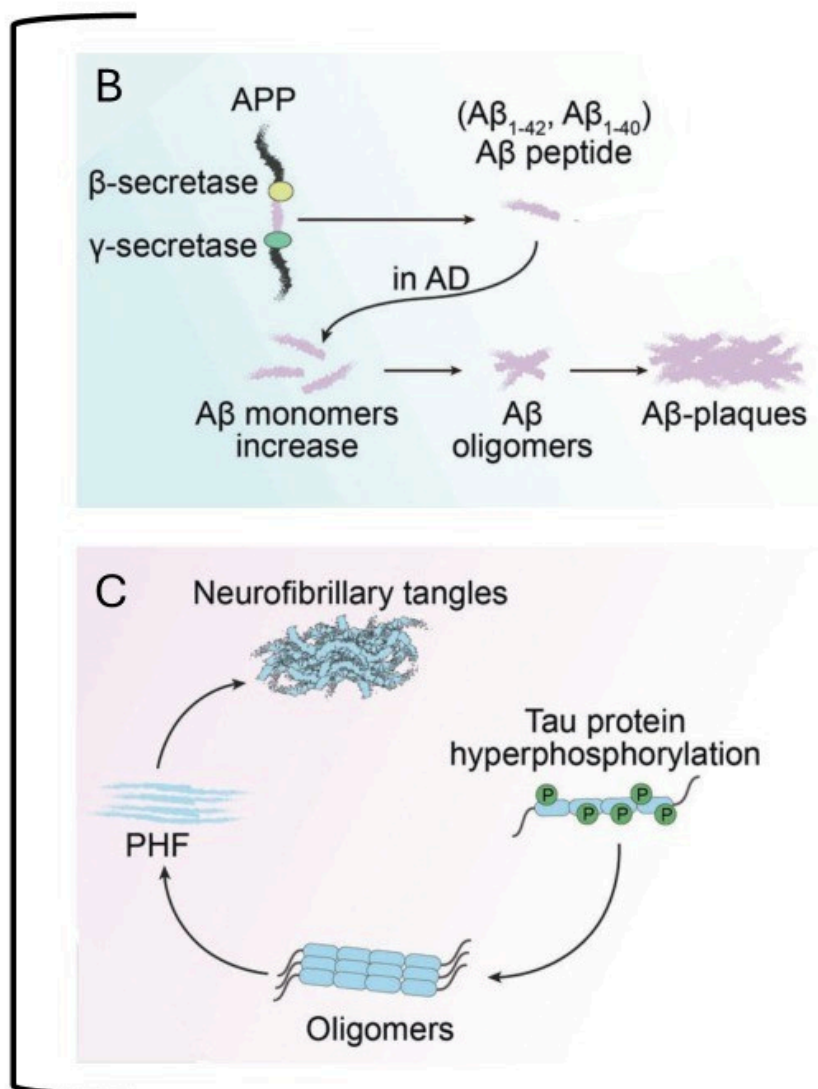 B
APP
(Aβ₁₋₄₂, Aβ₁₋₄₀)
Aβ peptide
β-secretase
γ-secretase
in AD
Aβ monomers
increase
Aβ
oligomers
Aβ-plaques
C
Neurofibrillary tangles
Tau protein
hyperphosphorylation
P
P
P
P
P
PHF
Oligomers